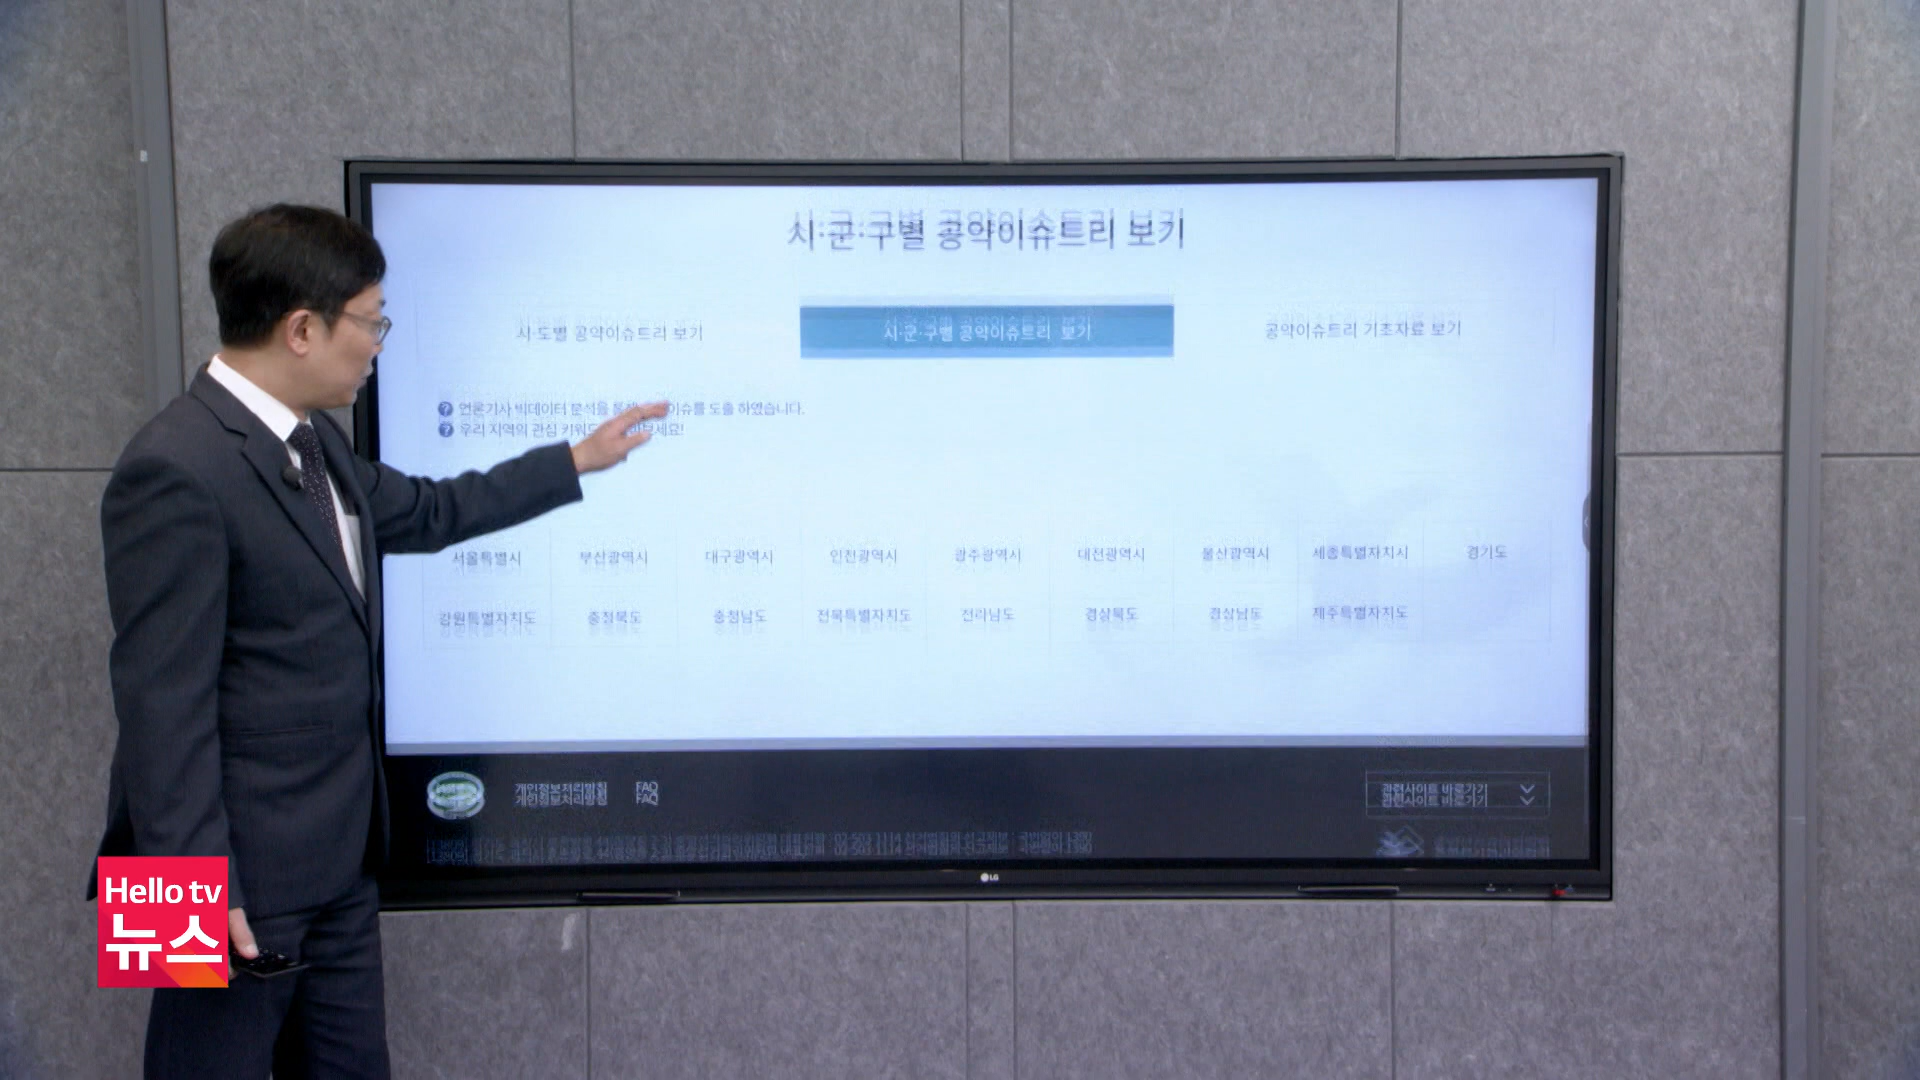 시·군·구별 공약이슈트리 보기
시·도별 공약이슈트리 보기
시·군·구별 공약이슈트리 보기
공약이슈트리 기초자료 보기
언론기사 빅데이터 분석을 이슈를 도출 하였습니다.
우리 지역의 관심
서울특별시 부산광역시 대구광역시 인천광역시 광주광역시 대전광역시 울산광역시 세종특별자치시 경기도
강원특별자치도 충청북도 충청남도 전북특별자치도 전라남도 경상북도 경상남도 제주특별자치도
개인정보처리방침 FAQ
관련사이트 바로가기
LG
Hello tv
뉴스